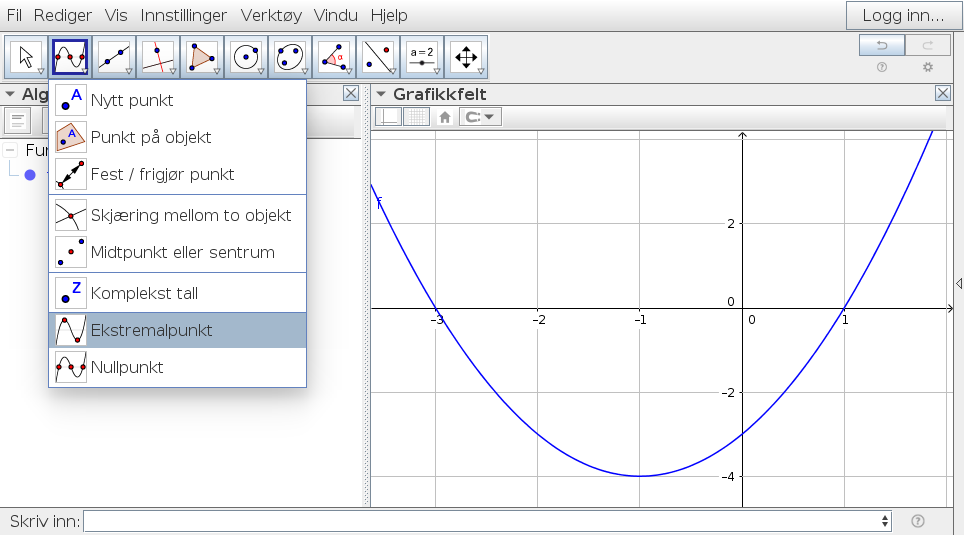 Fil Rediger Vis Innstillinger Verktøy Vindu Hjelp Logg inn...
A α a=2
Alg Grafikkfelt
A Nytt punkt
A Punkt på objekt
Fest / frigjør punkt
Skjæring mellom to objekt
Midtpunkt eller sentrum
Z Komplekst tall
Ekstremalpunkt
Nullpunkt
Fu
f
2
0
-3 -2 -1 0 1
-2
-4
Skriv inn: